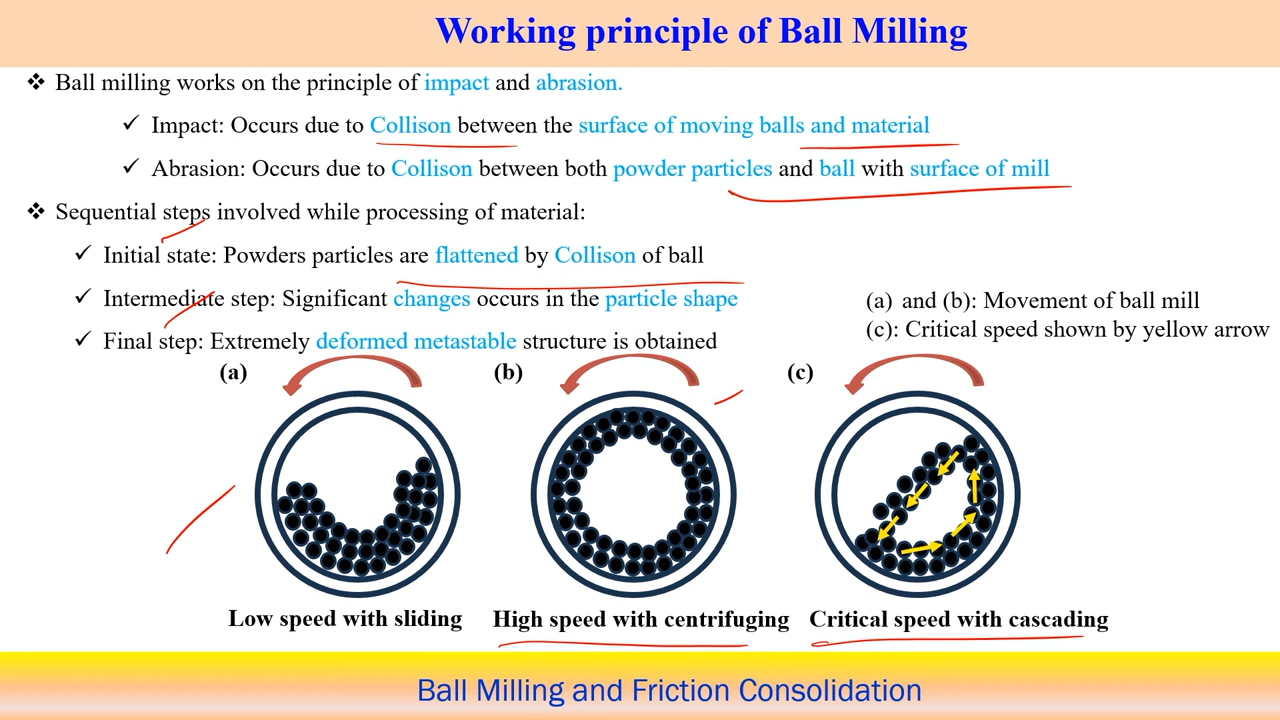 Working principle of Ball Milling
❖ Ball milling works on the principle of impact and abrasion.
✓ Impact: Occurs due to Collison between the surface of moving balls and material
✓ Abrasion: Occurs due to Collison between both powder particles and ball with surface of mill
❖ Sequential steps involved while processing of material:
✓ Initial state: Powders particles are flattened by Collison of ball
✓ Intermediate step: Significant changes occurs in the particle shape
✓ Final step: Extremely deformed metastable structure is obtained
(a) and (b): Movement of ball mill
(c): Critical speed shown by yellow arrow
(a) (b) (c)
Low speed with sliding High speed with centrifuging Critical speed with cascading
Ball Milling and Friction Consolidation